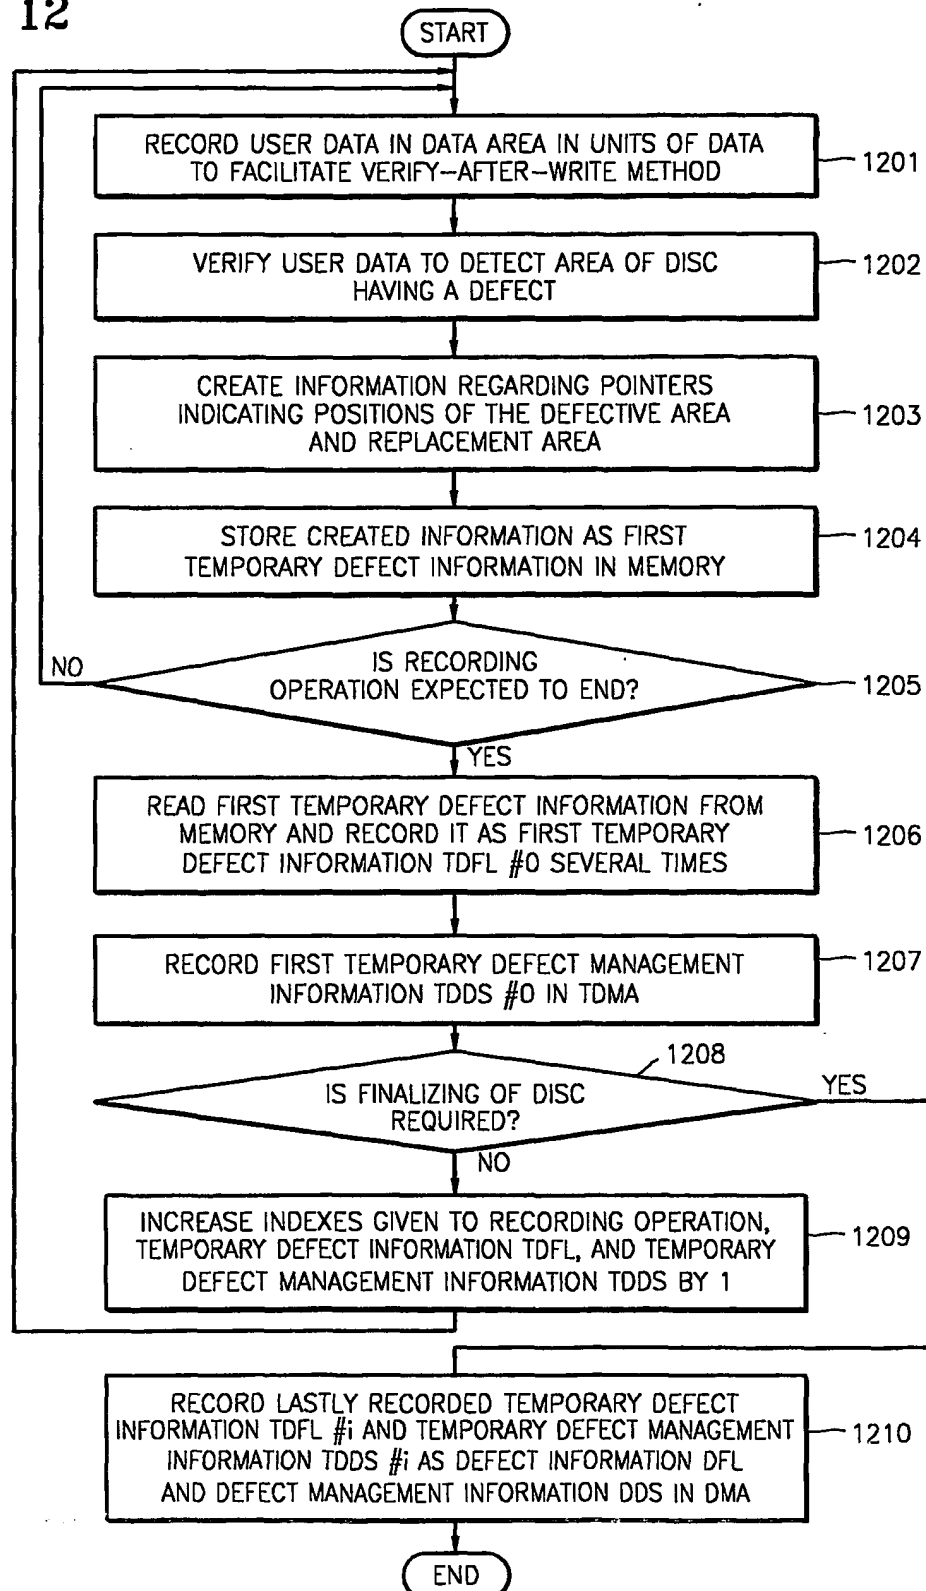 12
START
RECORD USER DATA IN DATA AREA IN UNITS OF DATA
TO FACILITATE VERIFY-AFTER-WRITE METHOD
1201
VERIFY USER DATA TO DETECT AREA OF DISC
HAVING A DEFECT
1202
CREATE INFORMATION REGARDING POINTERS
INDICATING POSITIONS OF THE DEFECTIVE AREA
AND REPLACEMENT AREA
1203
STORE CREATED INFORMATION AS FIRST
TEMPORARY DEFECT INFORMATION IN MEMORY
1204
NO
IS RECORDING
OPERATION EXPECTED TO END?
1205
YES
READ FIRST TEMPORARY DEFECT INFORMATION FROM
MEMORY AND RECORD IT AS FIRST TEMPORARY
DEFECT INFORMATION TDFL #0 SEVERAL TIMES
1206
RECORD FIRST TEMPORARY DEFECT MANAGEMENT
INFORMATION TDDS #0 IN TDMA
1207
1208
IS FINALIZING OF DISC
REQUIRED?
YES
NO
INCREASE INDEXES GIVEN TO RECORDING OPERATION,
TEMPORARY DEFECT INFORMATION TDFL, AND TEMPORARY
DEFECT MANAGEMENT INFORMATION TDDS BY 1
1209
RECORD LASTLY RECORDED TEMPORARY DEFECT
INFORMATION TDFL #i AND TEMPORARY DEFECT MANAGEMENT
INFORMATION TDDS #i AS DEFECT INFORMATION DFL
AND DEFECT MANAGEMENT INFORMATION DDS IN DMA
1210
END